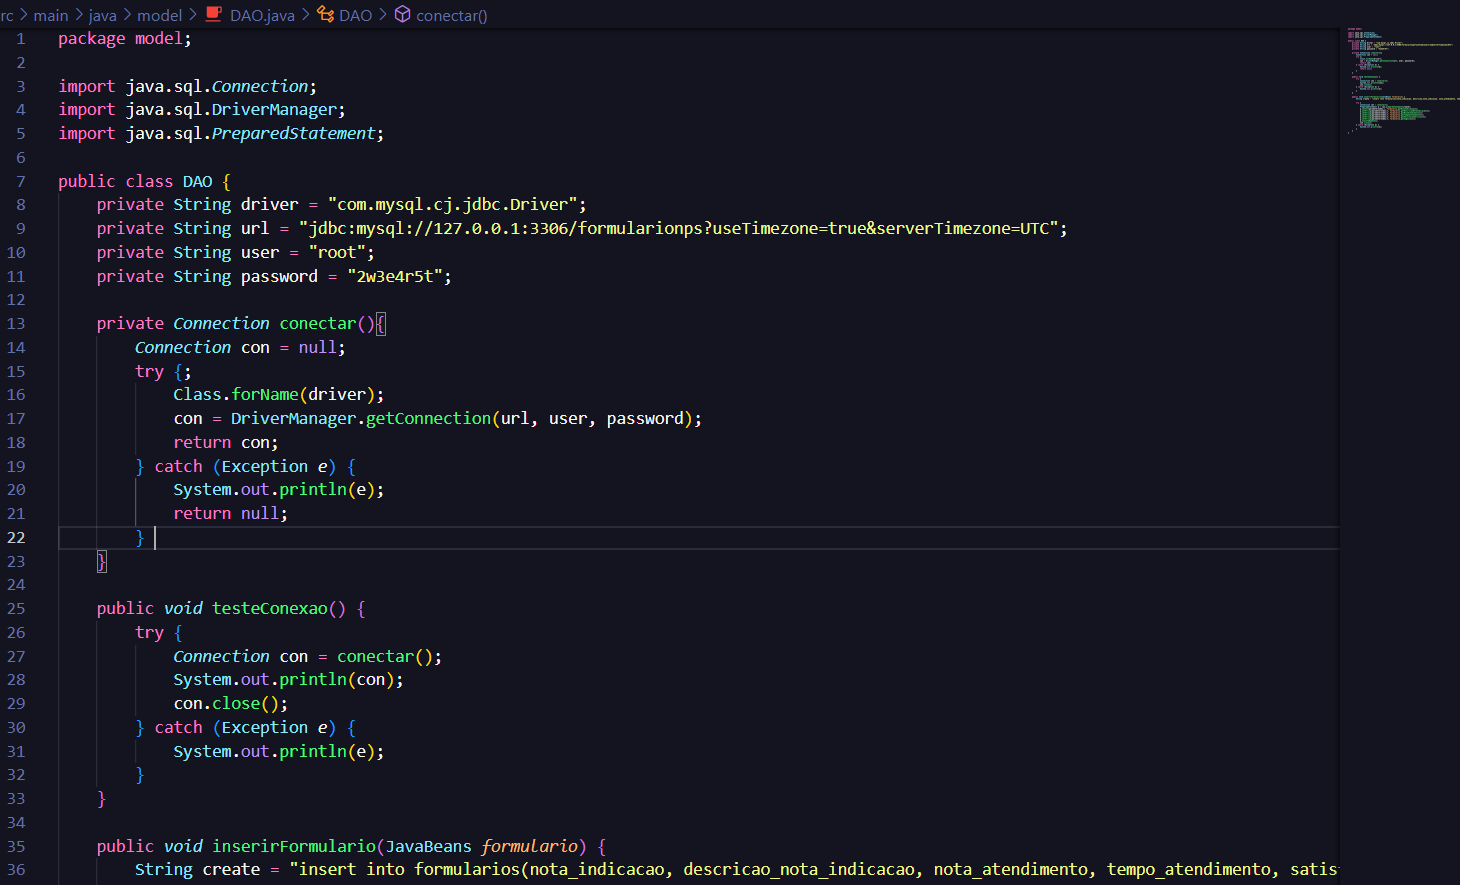 rc > main > java > model > DAO.java > DAO > conectar()
1 package model;
2
3 import java.sql.Connection;
4 import java.sql.DriverManager;
5 import java.sql.PreparedStatement;
6
7 public class DAO {
8 private String driver = "com.mysql.cj.jdbc.Driver";
9 private String url = "jdbc:mysql://127.0.0.1:3306/formularionps?useTimezone=true&serverTimezone=UTC";
10 private String user = "root";
11 private String password = "2w3e4r5t";
12
13 private Connection conectar(){
14 Connection con = null;
15 try {;
16 Class.forName(driver);
17 con = DriverManager.getConnection(url, user, password);
18 return con;
19 } catch (Exception e) {
20 System.out.println(e);
21 return null;
22 }
23 }
24
25 public void testeConexao() {
26 try {
27 Connection con = conectar();
28 System.out.println(con);
29 con.close();
30 } catch (Exception e) {
31 System.out.println(e);
32 }
33 }
34
35 public void inserirFormulario(JavaBeans formulario) {
36 String create = "insert into formularios(nota_indicacao, descricao_nota_indicacao, nota_atendimento, tempo_atendimento, satis